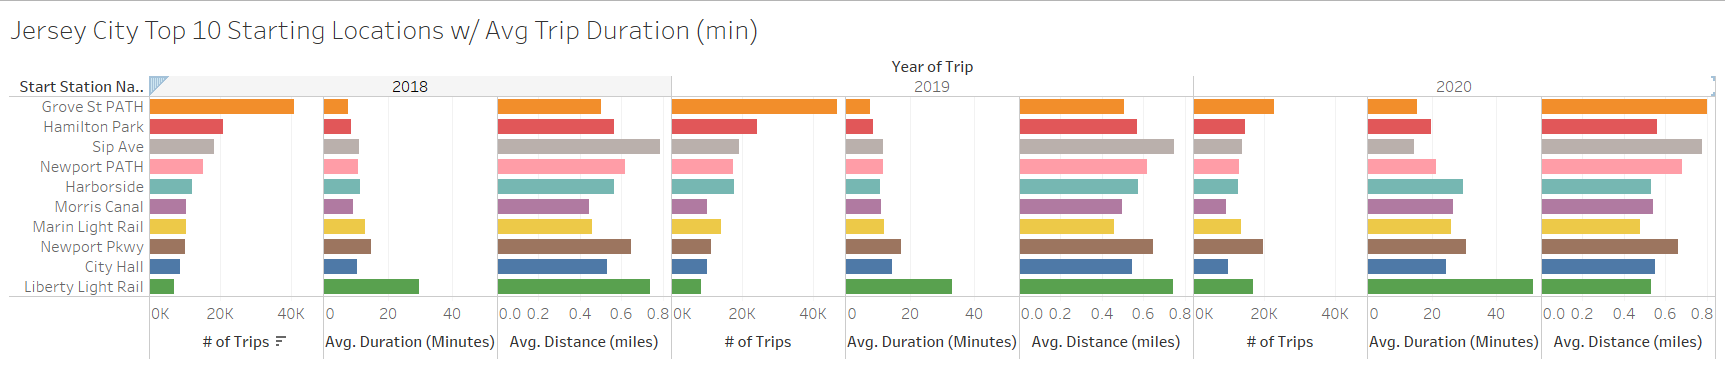 Jersey City Top 10 Starting Locations w/ Avg Trip Duration (min)
Year of Trip
Start Station Na.. 2018 2019 2020
Grove St PATH
Hamilton Park
Sip Ave
Newport PATH
Harborside
Morris Canal
Marin Light Rail
Newport Pkwy
City Hall
Liberty Light Rail
0K 20K 40K 0 20 40 0.0 0.2 0.4 0.6 0.8 0K 20K 40K 0 20 40 0.0 0.2 0.4 0.6 0.8 0K 20K 40K 0 20 40 0.0 0.2 0.4 0.6 0.8
# of Trips Avg. Duration (Minutes) Avg. Distance (miles) # of Trips Avg. Duration (Minutes) Avg. Distance (miles) # of Trips Avg. Duration (Minutes) Avg. Distance (miles)